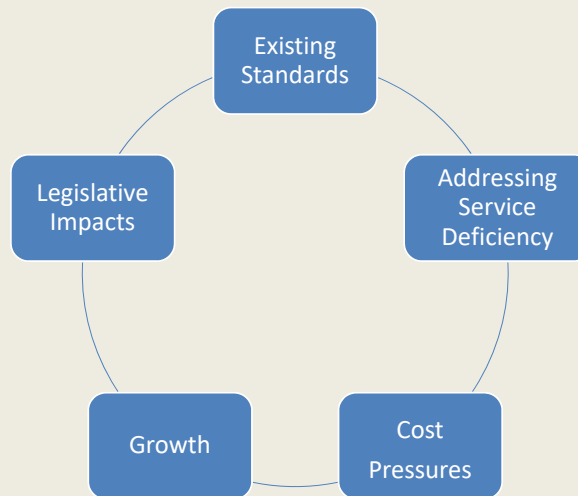 Existing
Standards
Addressing
Service
Deficiency
Cost
Pressures
Growth
Legislative
Impacts